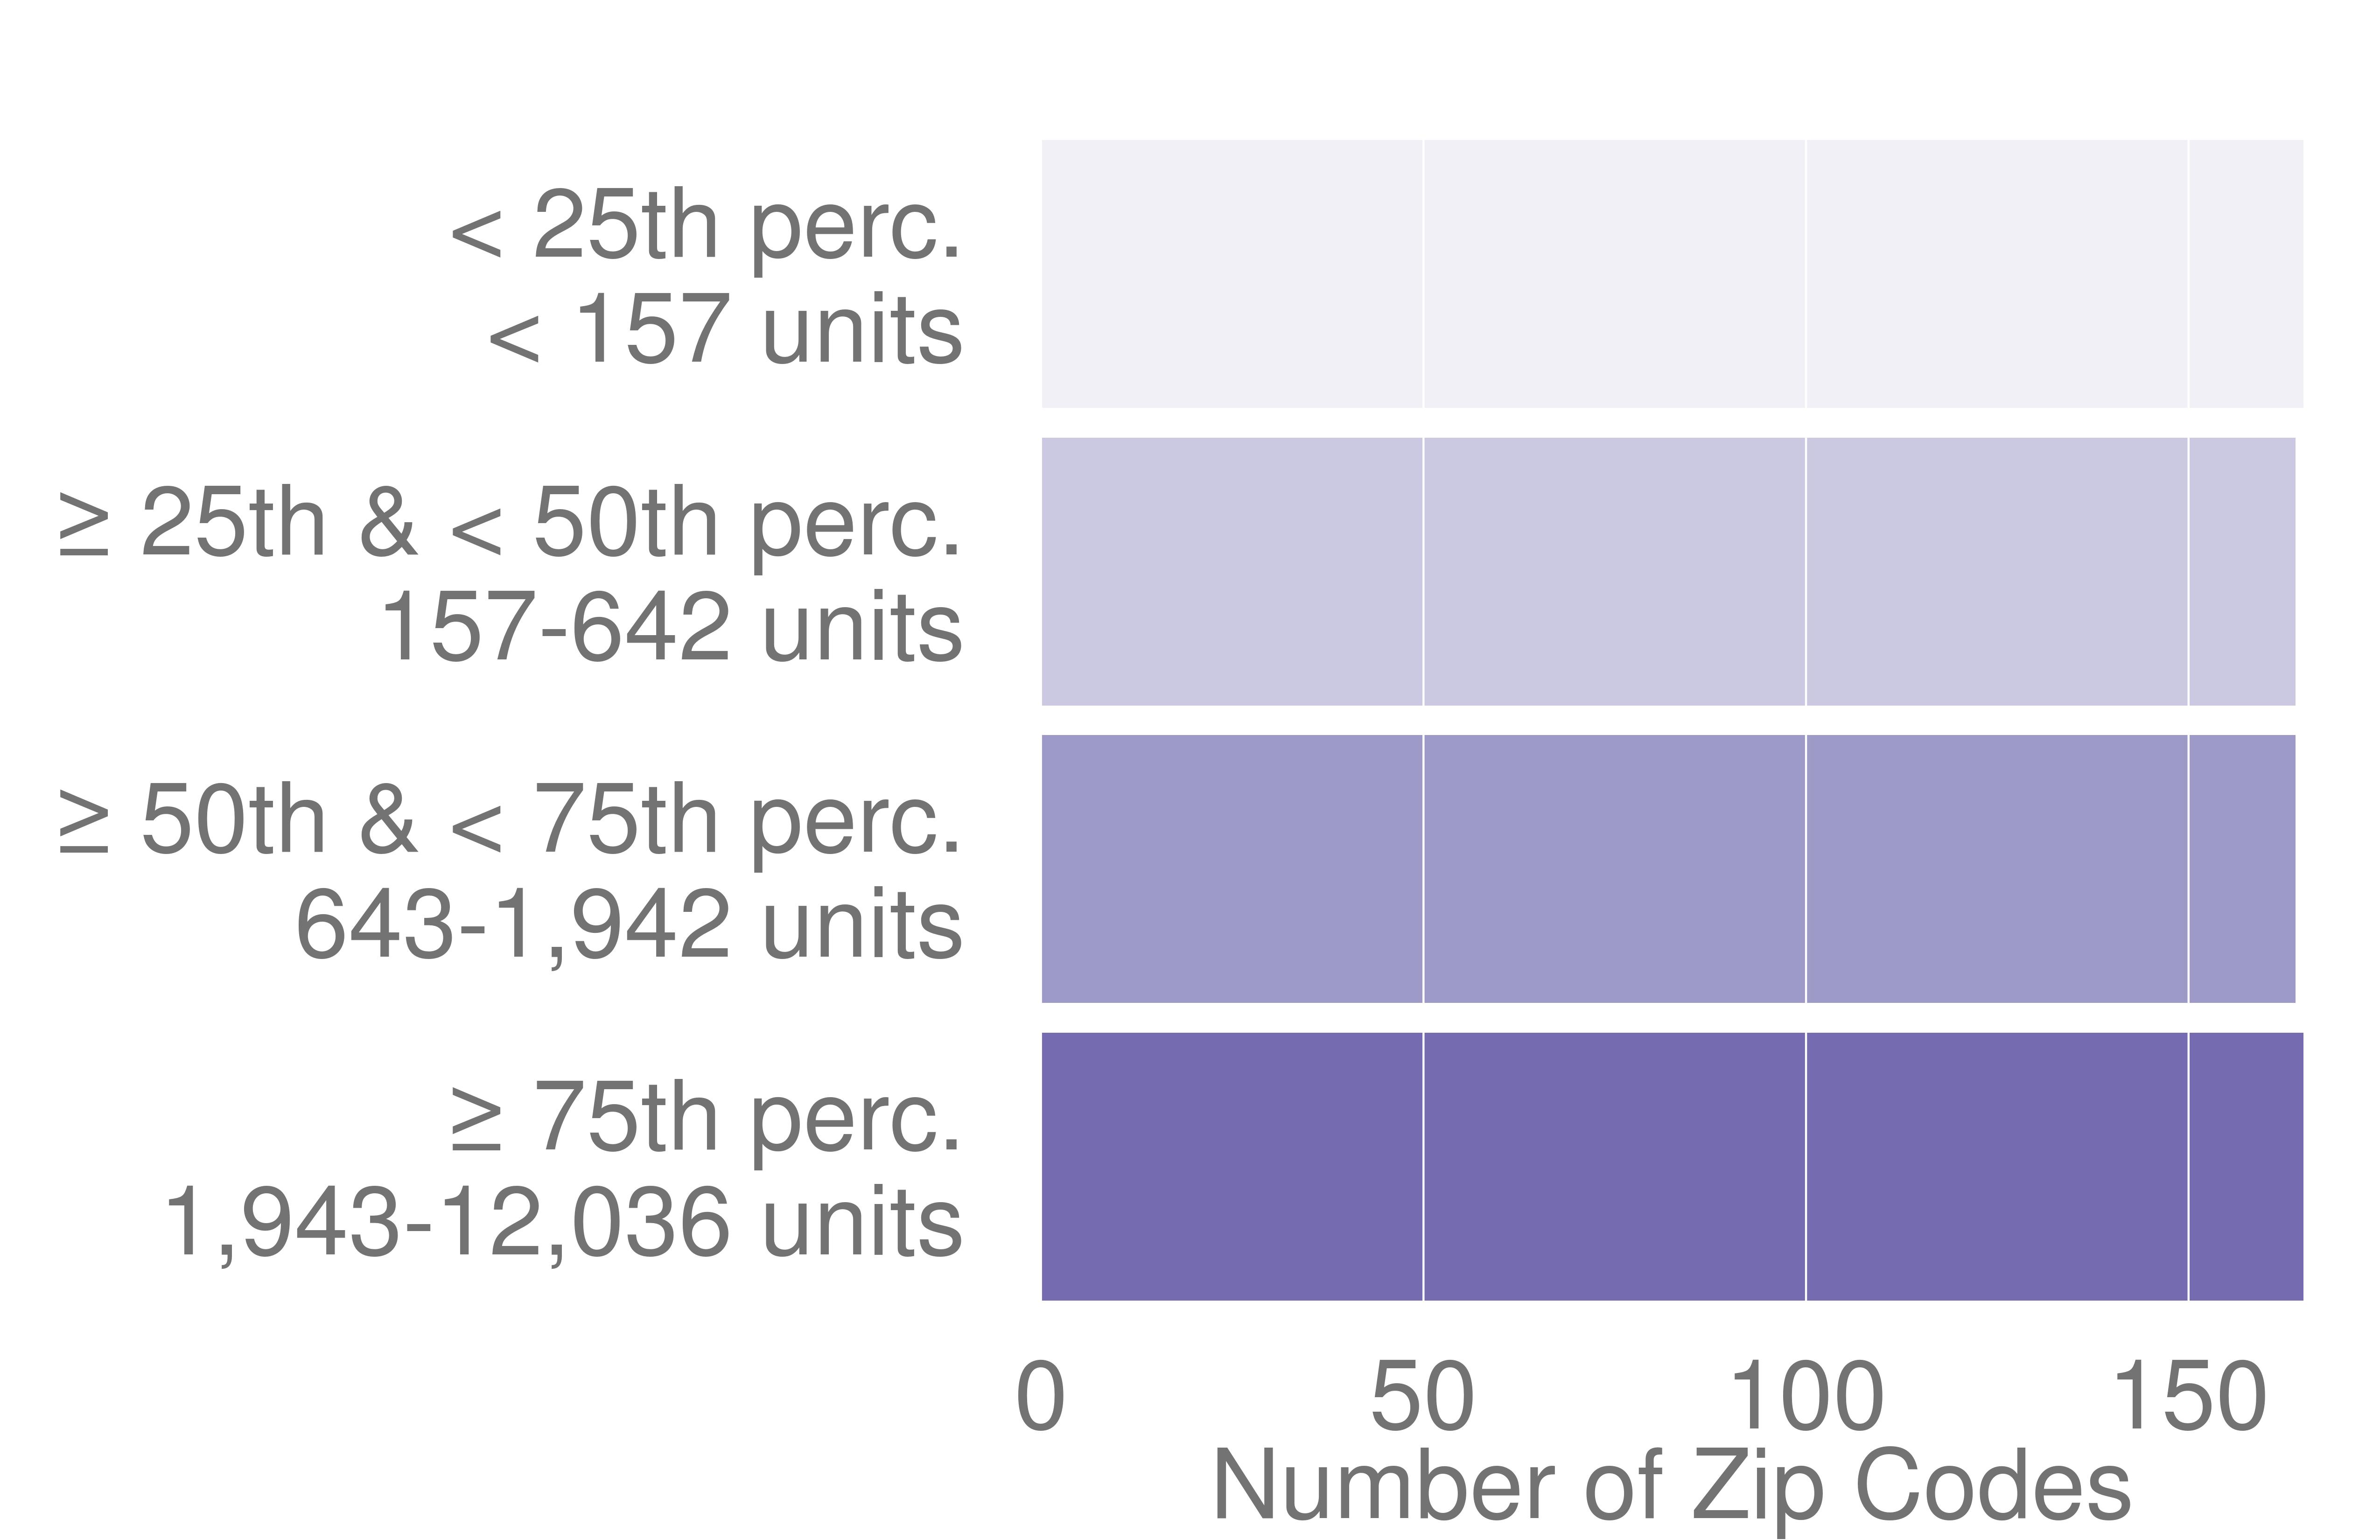 < 25th perc.
< 157 units
≥ 25th & < 50th perc.
157-642 units
≥ 50th & < 75th perc.
643-1,942 units
≥ 75th perc.
1,943-12,036 units
0 50 100 150
Number of Zip Codes